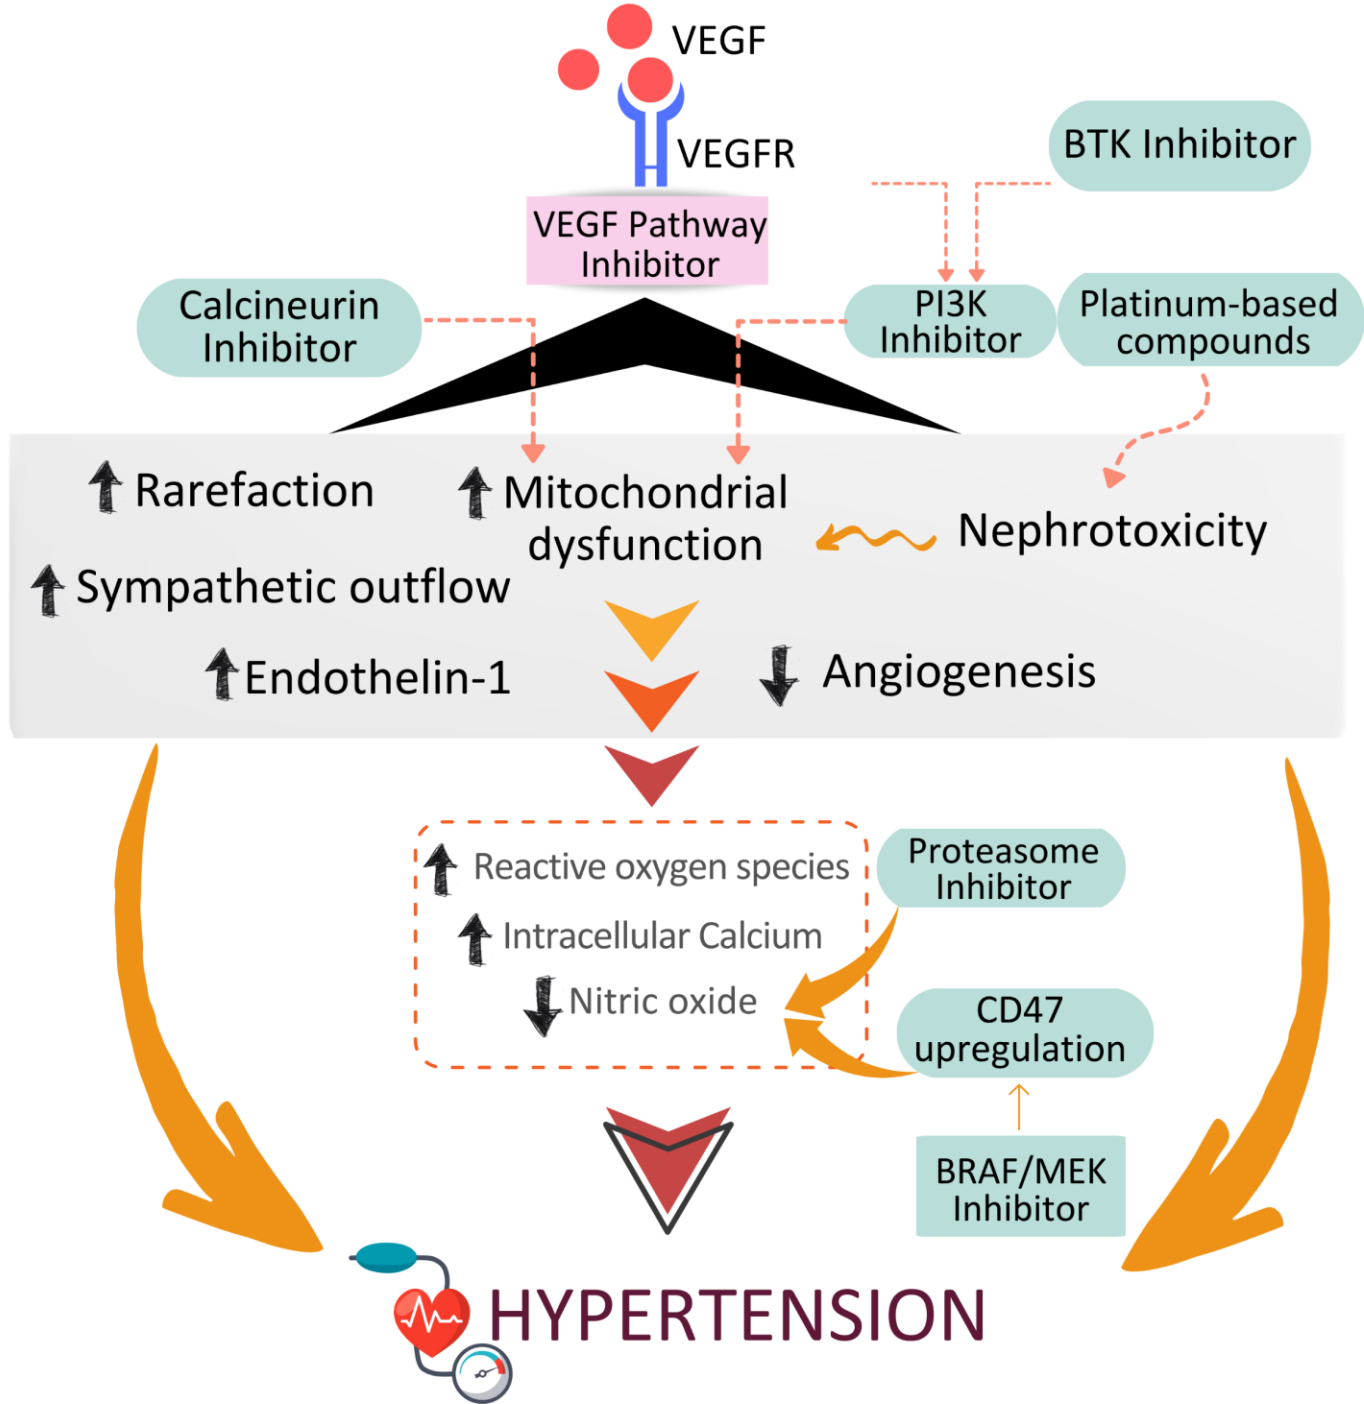 VEGF
VEGFR
BTK Inhibitor
VEGF Pathway
Inhibitor
Calcineurin
Inhibitor
PI3K
Inhibitor
Platinum-based
compounds
Rarefaction
Mitochondrial
dysfunction
Nephrotoxicity
Sympathetic outflow
Endothelin-1
Angiogenesis
Reactive oxygen species
Intracellular Calcium
Nitric oxide
Proteasome
Inhibitor
CD47
upregulation
BRAF/MEK
Inhibitor
HYPERTENSION